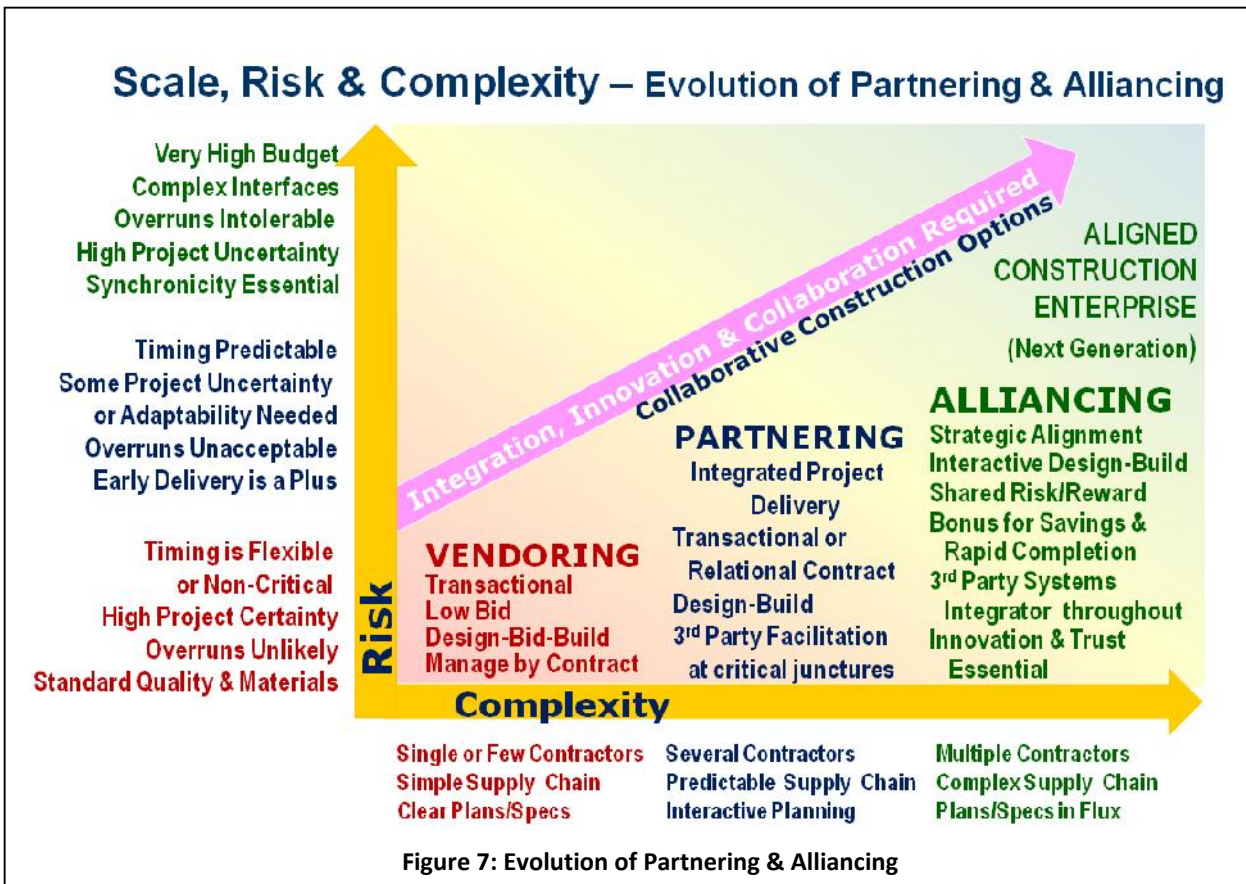 Scale, Risk & Complexity – Evolution of Partnering & Alliancing
Very High Budget
Complex Interfaces
Overruns Intolerable
High Project Uncertainty
Synchronicity Essential
Timing Predictable
Some Project Uncertainty
or Adaptability Needed
Overruns Unacceptable
Early Delivery is a Plus
Timing is Flexible
or Non-Critical
High Project Certainty
Overruns Unlikely
Standard Quality & Materials
Risk
Integration, Innovation & Collaboration Required
Collaborative Construction Options
VENDORING
Transactional
Low Bid
Design-Bid-Build
Manage by Contract
PARTNERING
Integrated Project
Delivery
Transactional or
Relational Contract
Design-Build
3rd Party Facilitation
at critical junctures
ALIGNED
CONSTRUCTION
ENTERPRISE
(Next Generation)
ALLIANCING
Strategic Alignment
Interactive Design-Build
Shared Risk/Reward
Bonus for Savings &
Rapid Completion
3rd Party Systems
Integrator throughout
Innovation & Trust
Essential
Complexity
Single or Few Contractors
Simple Supply Chain
Clear Plans/Specs
Several Contractors
Predictable Supply Chain
Interactive Planning
Multiple Contractors
Complex Supply Chain
Plans/Specs in Flux
Figure 7: Evolution of Partnering & Alliancing